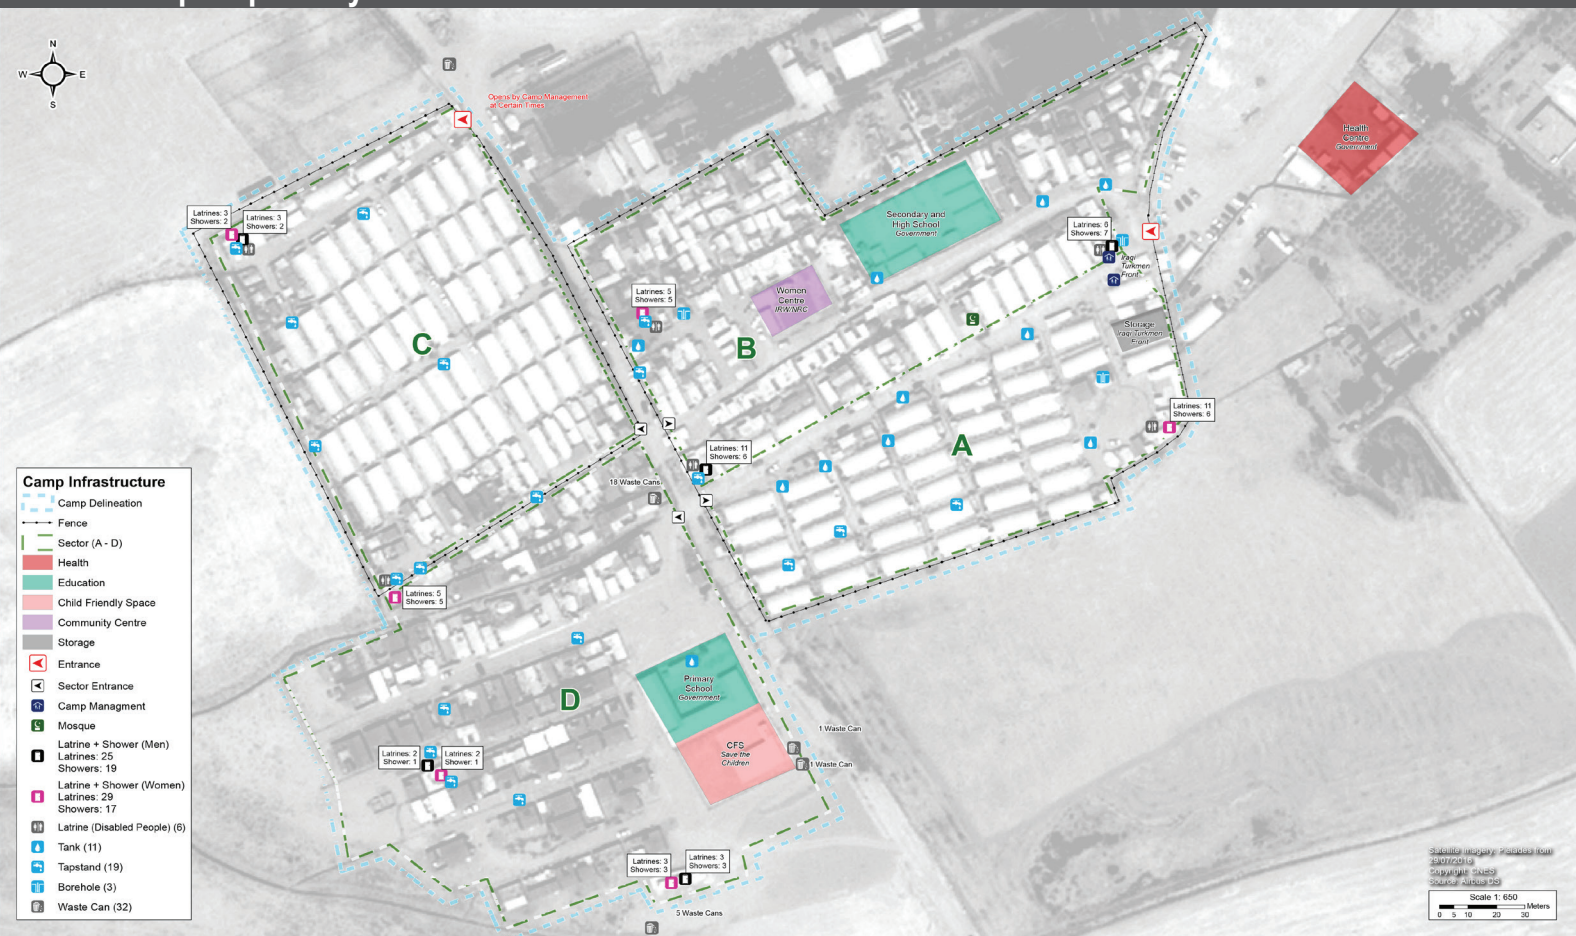 N
W
E
S
Opens by Camp Management
at Certain Times
Health
Centre
Government
Latrines: 3
Showers: 2
Latrines: 3
Showers: 2
Secondary and
High School
Government
Latrines: 6
Showers: 7
Iraqi
Turkmen
Front
Women
Centre
IRW/NRC
Latrines: 5
Showers: 5
Storage
Iraqi Turkmen
Front
C
B
A
Latrines: 11
Showers: 6
Latrines: 11
Showers: 6
18 Waste Cans
Latrines: 5
Showers: 5
Primary
School
Government
D
CFS
Save the
Children
1 Waste Can
1 Waste Can
Latrines: 2
Shower: 1
Latrines: 2
Shower: 1
Latrines: 3
Showers: 3
Latrines: 3
Showers: 3
5 Waste Cans
Camp Infrastructure
Camp Delineation
Fence
Sector (A - D)
Health
Education
Child Friendly Space
Community Centre
Storage
Entrance
Sector Entrance
Camp Managment
Mosque
Latrine + Shower (Men)
Latrines: 25
Showers: 19
Latrine + Shower (Women)
Latrines: 29
Showers: 17
Latrine (Disabled People) (6)
Tank (11)
Tapstand (19)
Borehole (3)
Waste Can (32)
Satellite Imagery: Pleiades from
29/07/2016
Copyright: CNES
Source: Airbus DS
Scale 1: 650
Meters
0 5 10 20 30